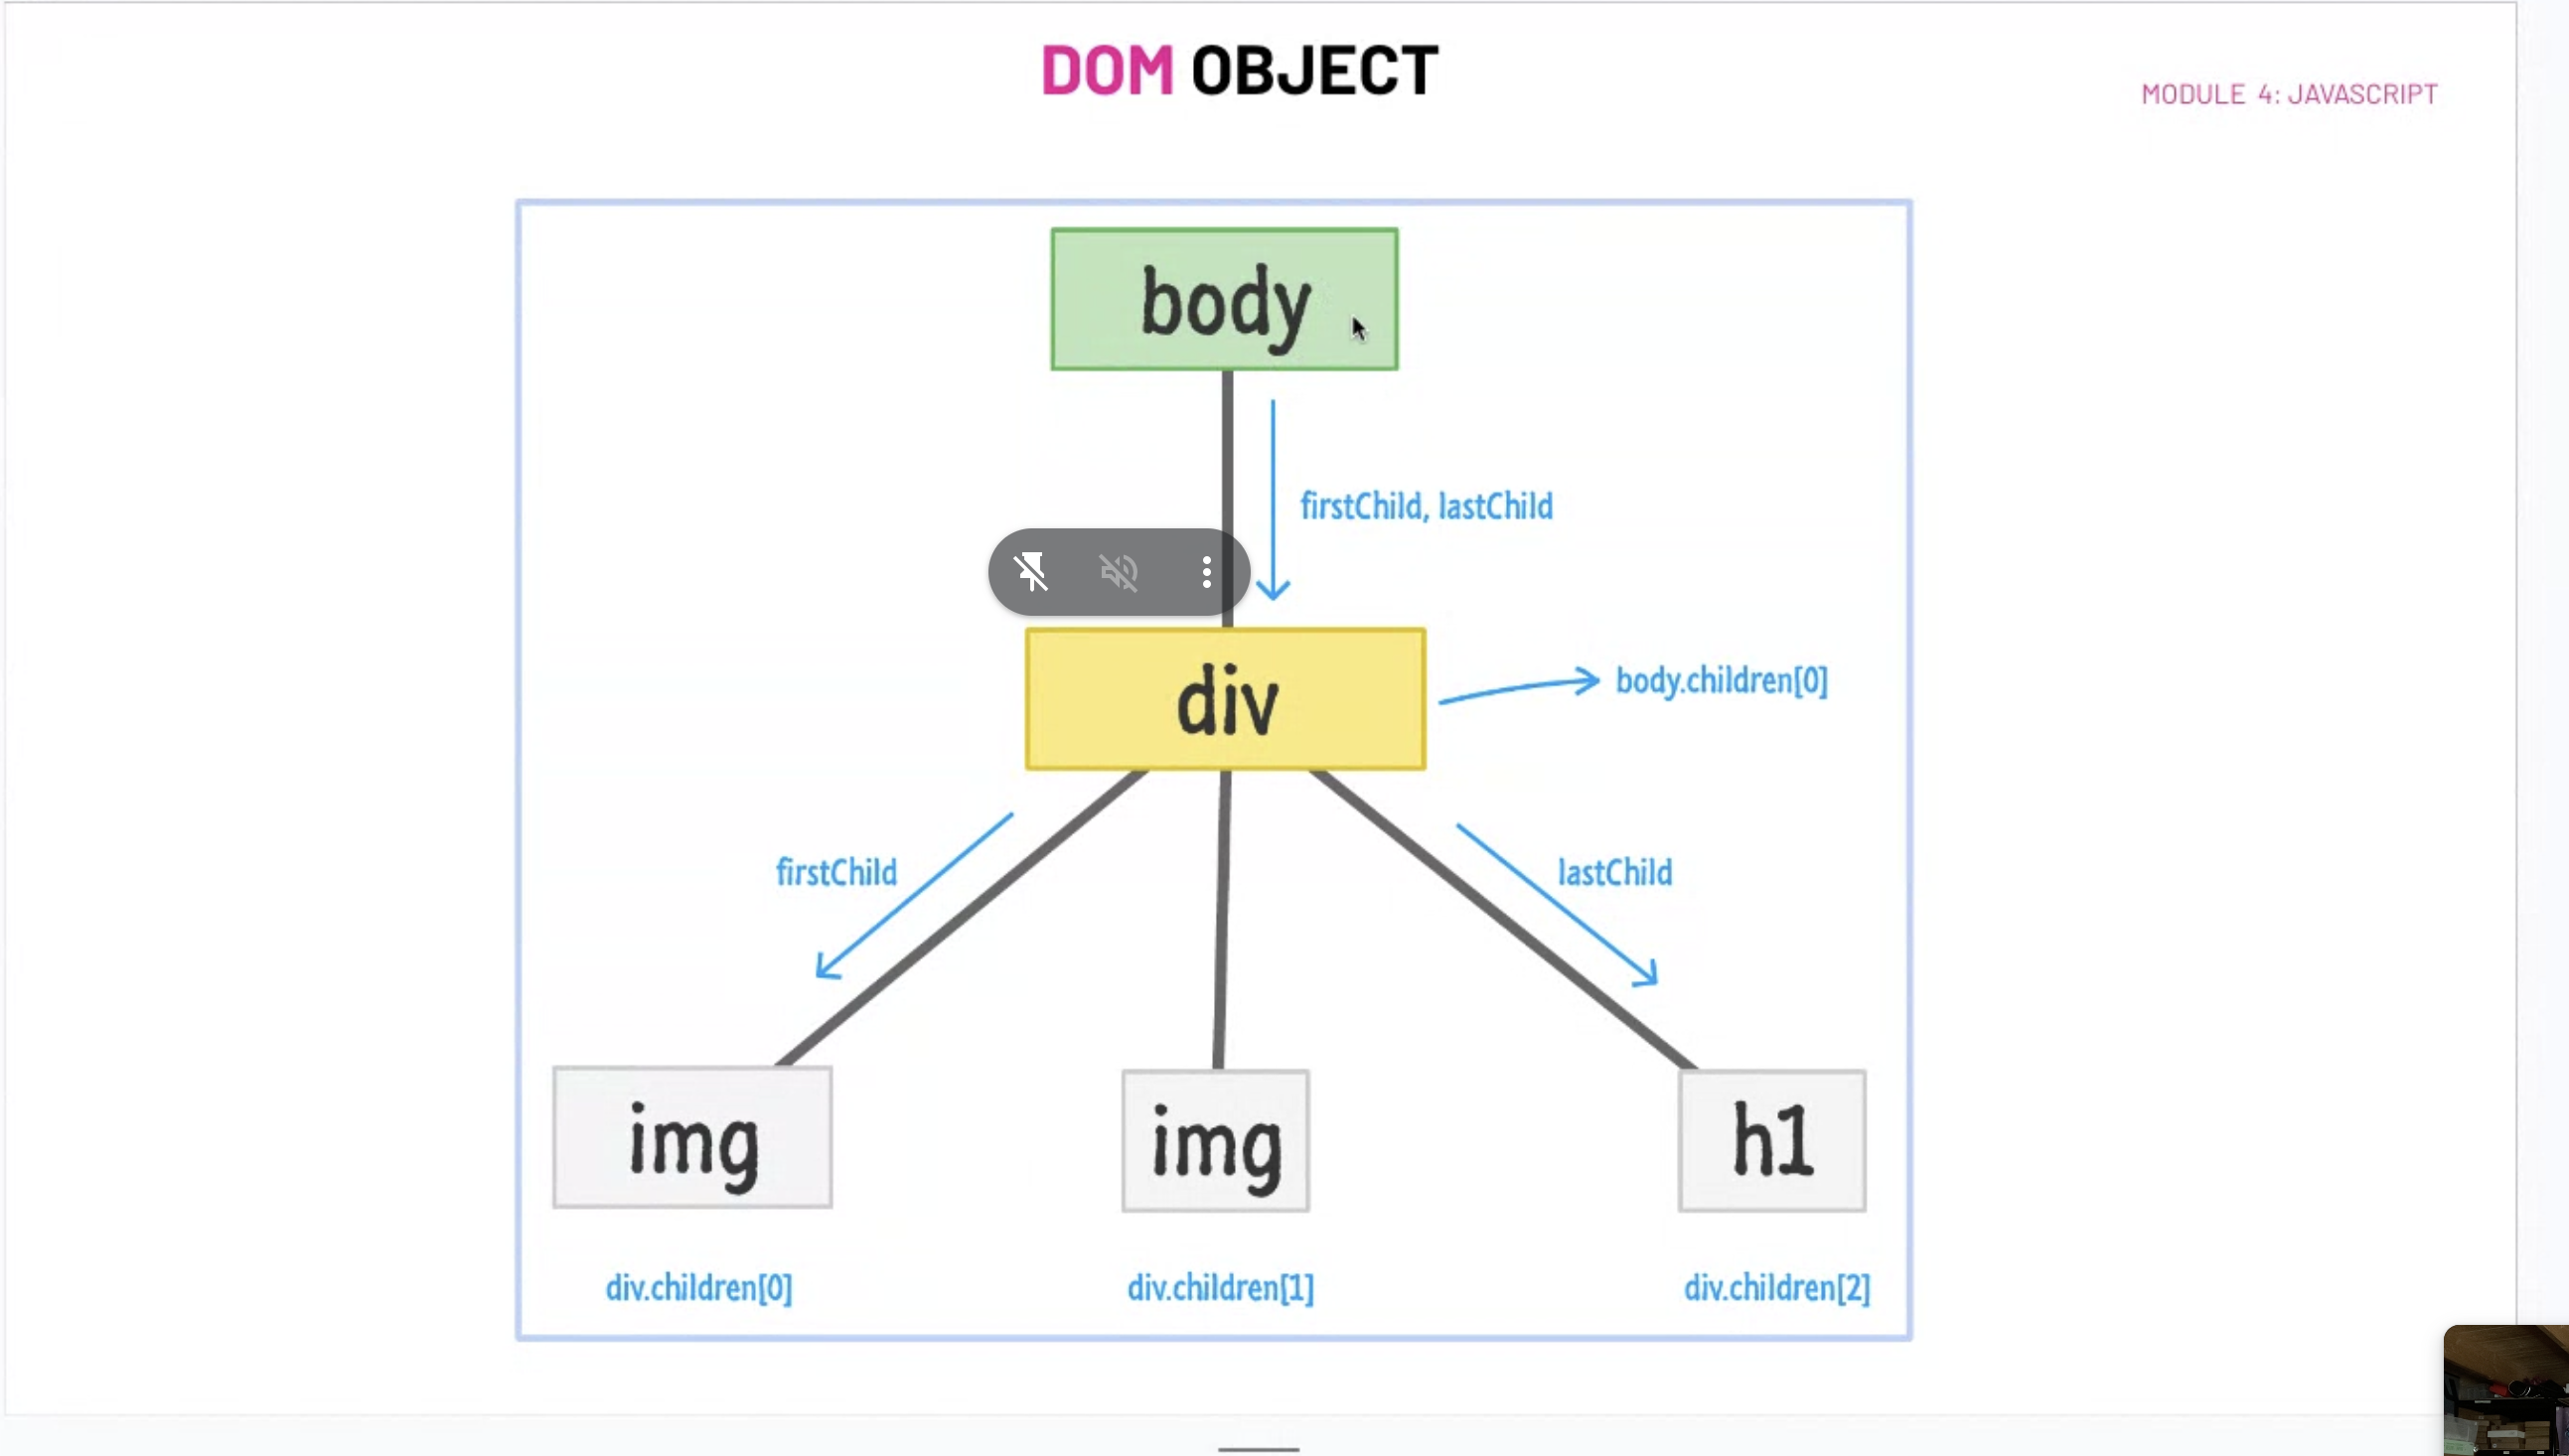 DOM OBJECT
MODULE 4: JAVASCRIPT
body
firstChild, lastChild
div
body.children[0]
firstChild
lastChild
img
img
h1
div.children[0]
div.children[1]
div.children[2]